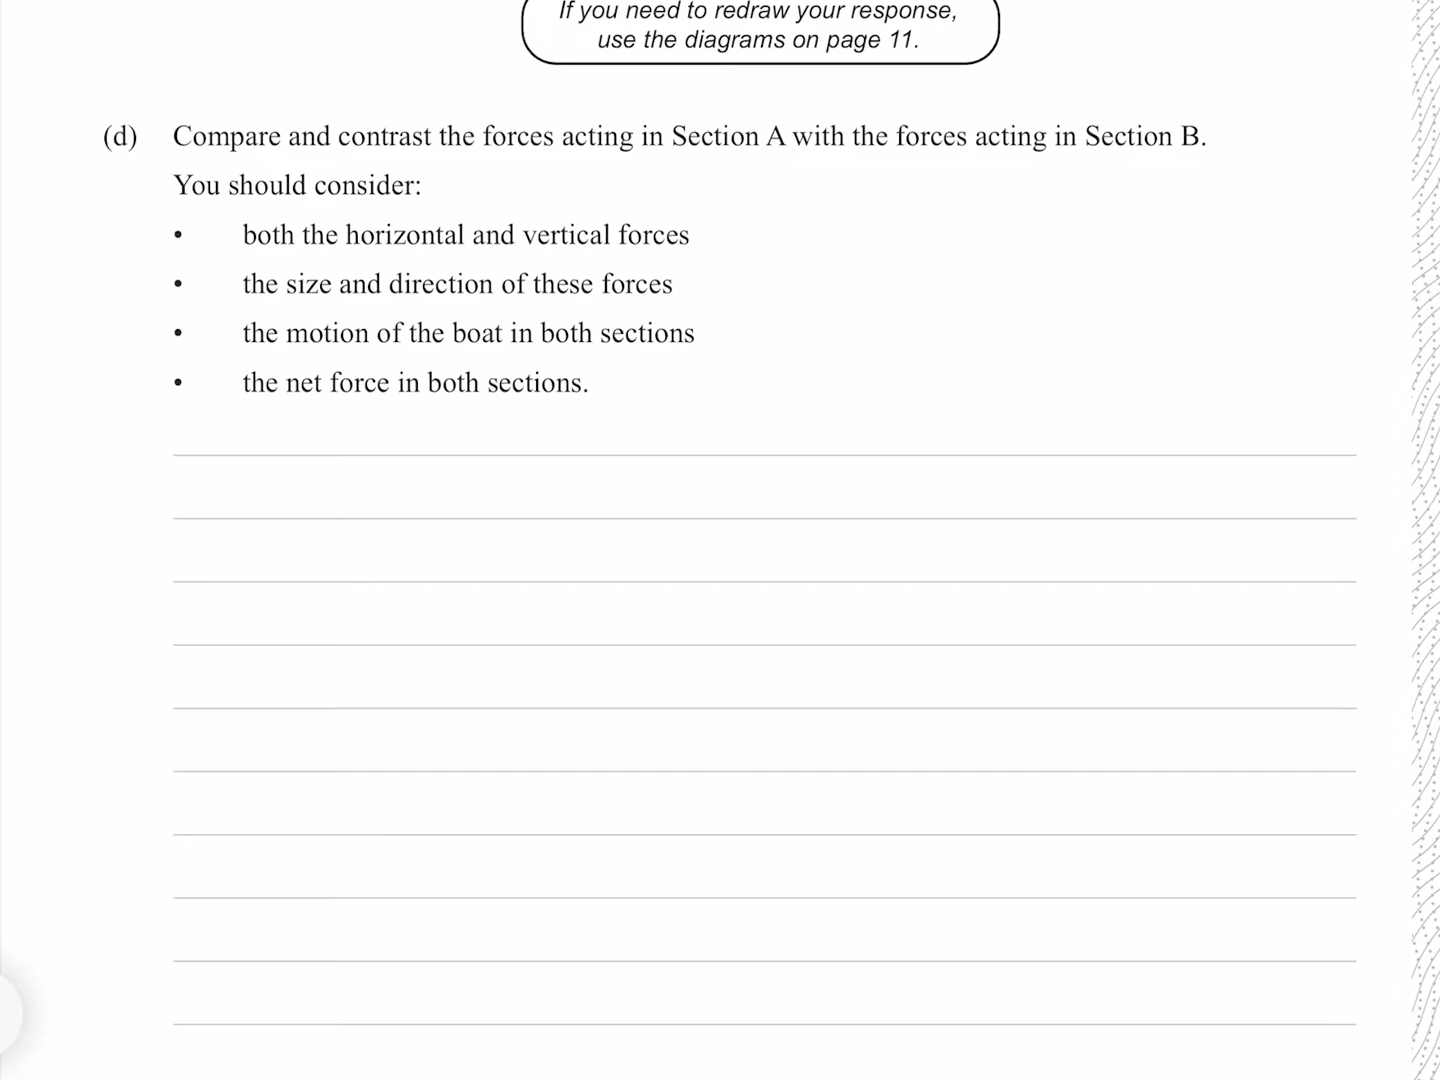 If you need to redraw your response,
use the diagrams on page 11.
(d) Compare and contrast the forces acting in Section A with the forces acting in Section B.
You should consider:
• both the horizontal and vertical forces
• the size and direction of these forces
• the motion of the boat in both sections
• the net force in both sections.